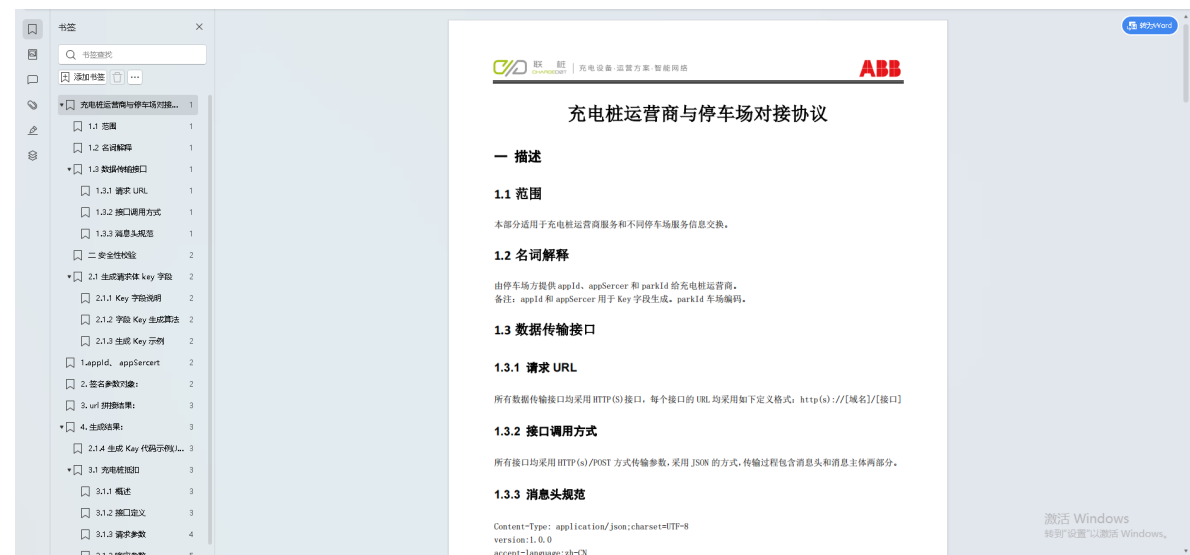 书签
转为Word
书签查找
添加书签
充电桩运营商与停车场对接... 1
1.1 范围 1
1.2 名词解释 1
1.3 数据传输接口 1
1.3.1 请求 URL 1
1.3.2 接口调用方式 1
1.3.3 消息头规范 1
二 安全性校验 2
2.1 生成请求体 key 字段 2
2.1.1 Key 字段说明 2
2.1.2 字段 Key 生成算法 2
2.1.3 生成 Key 示例 2
1.appId、 appSercert 2
2. 签名参数对象: 2
3. url 拼接结果: 3
4. 生成结果: 3
2.1.4 生成 Kay 代码示例(J... 3
3.1 充电桩抵扣 3
3.1.1 概述 3
3.1.2 接口定义 3
3.1.3 请求参数 4
联 桩
CHARGEDOT
充电设备·运营方案·智能网络
ABB
充电桩运营商与停车场对接协议
一 描述
1.1 范围
本部分适用于充电桩运营商服务和不同停车场服务信息交换。
1.2 名词解释
由停车场方提供 appId、appSercer 和 parkId 给充电桩运营商。
备注: appId 和 appSercer 用于 Key 字段生成。parkId 车场编码。
1.3 数据传输接口
1.3.1 请求 URL
所有数据传输接口均采用 HTTP(S)接口, 每个接口的 URL 均采用如下定义格式: http(s)://[域名]/[接口]
1.3.2 接口调用方式
所有接口均采用 HTTP(s)/POST 方式传输参数, 采用 JSON 的方式, 传输过程包含消息头和消息主体两部分。
1.3.3 消息头规范
Content-Type: application/json;charset=UTF-8
version:1.0.0
accept-language:zh-CN
激活 Windows
转到"设置"以激活 Windows。